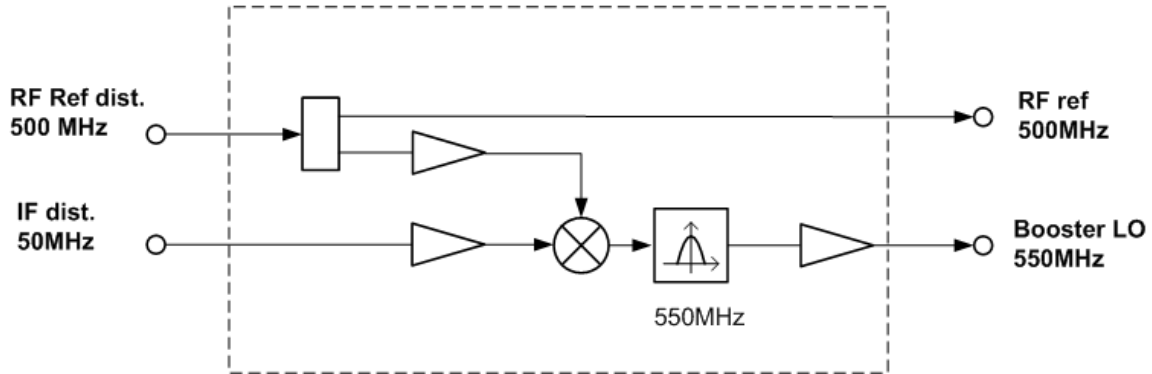 RF Ref dist.
500 MHz
RF ref
500MHz
IF dist.
50MHz
Booster LO
550MHz
550MHz